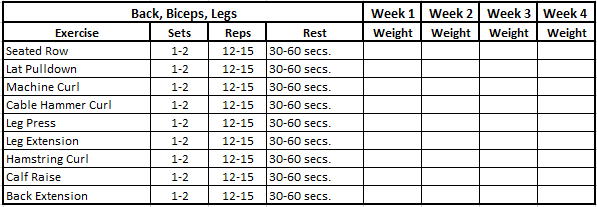 Back, Biceps, Legs Week 1 Week 2 Week 3 Week 4
Exercise Sets Reps Rest Weight Weight Weight Weight
Seated Row 1-2 12-15 30-60 secs.
Lat Pulldown 1-2 12-15 30-60 secs.
Machine Curl 1-2 12-15 30-60 secs.
Cable Hammer Curl 1-2 12-15 30-60 secs.
Leg Press 1-2 12-15 30-60 secs.
Leg Extension 1-2 12-15 30-60 secs.
Hamstring Curl 1-2 12-15 30-60 secs.
Calf Raise 1-2 12-15 30-60 secs.
Back Extension 1-2 12-15 30-60 secs.